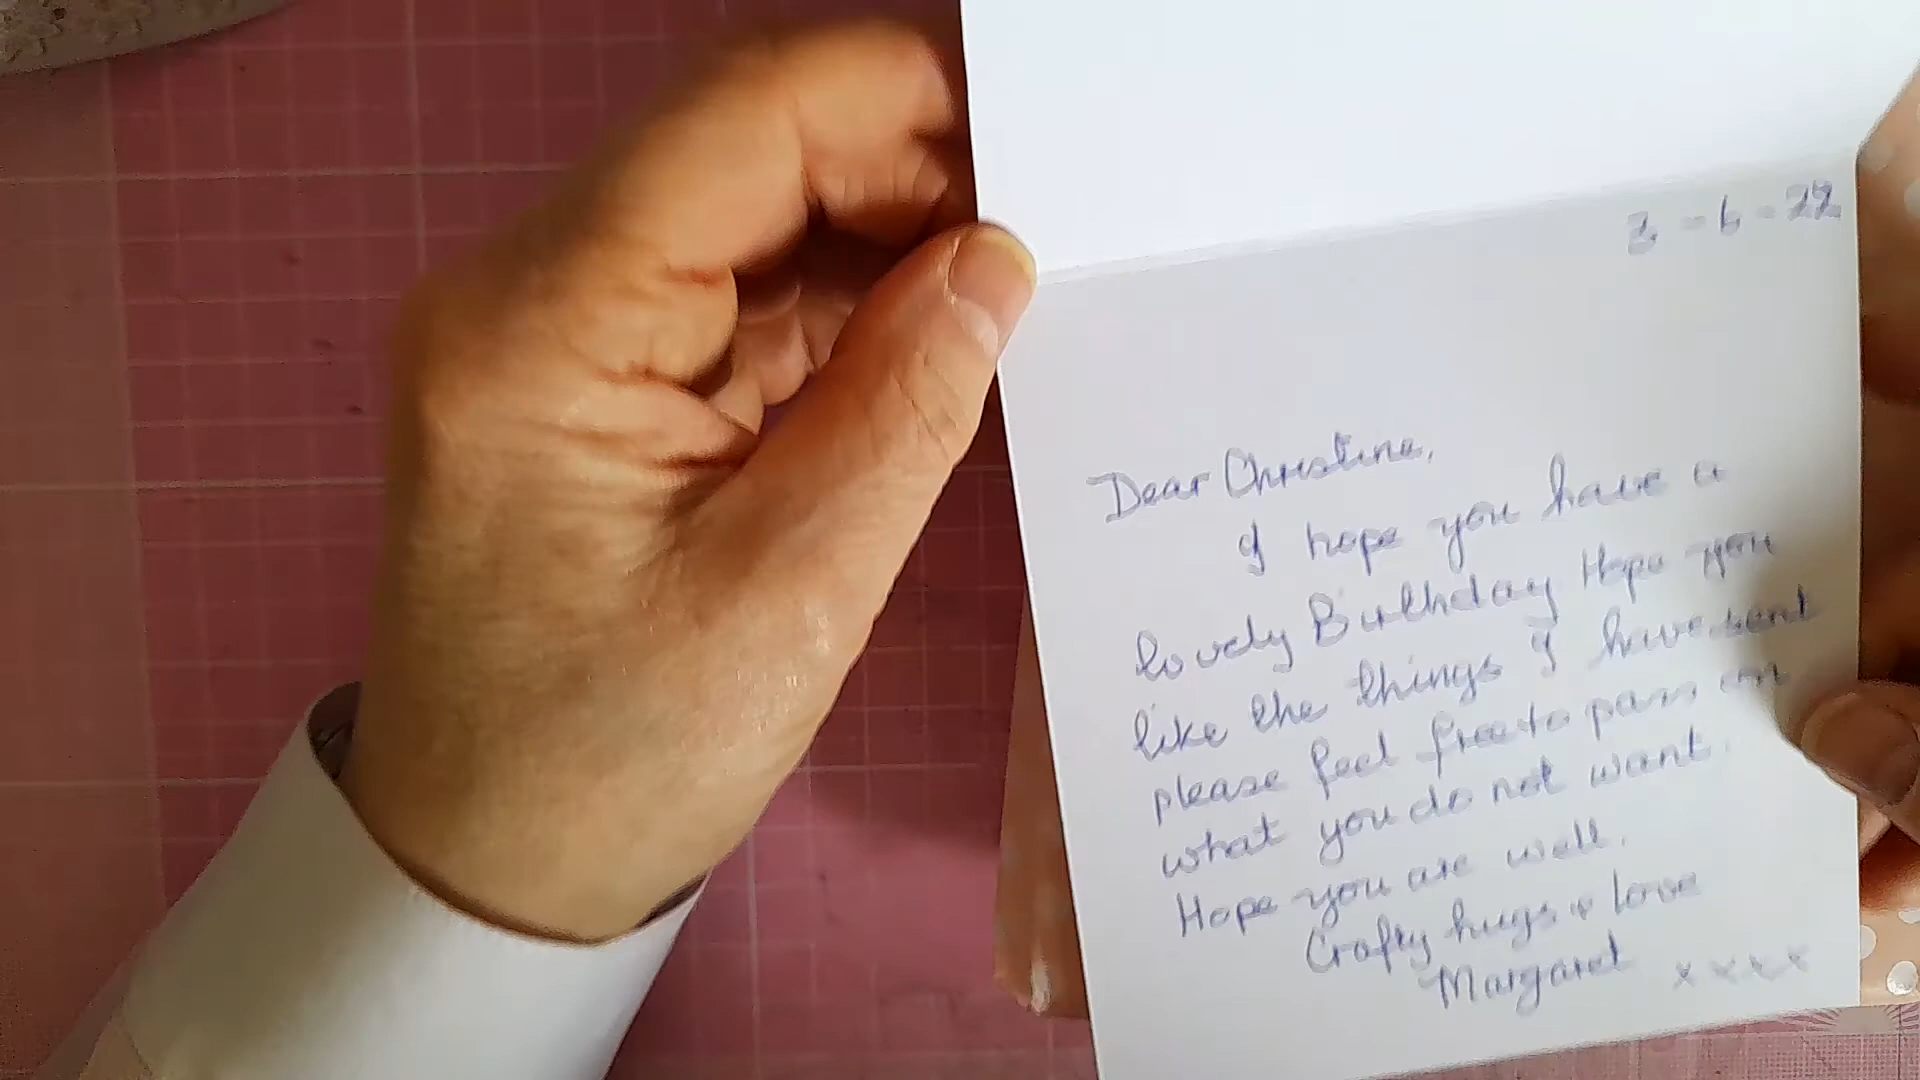 3 - 6 - 22
Dear Christine,
I hope you have a
lovely Birthday Hope you
like the things I have sent
please feel free to pass on
what you do not want.
Hope you are well.
Crafty hugs & love
Margaret xxxx